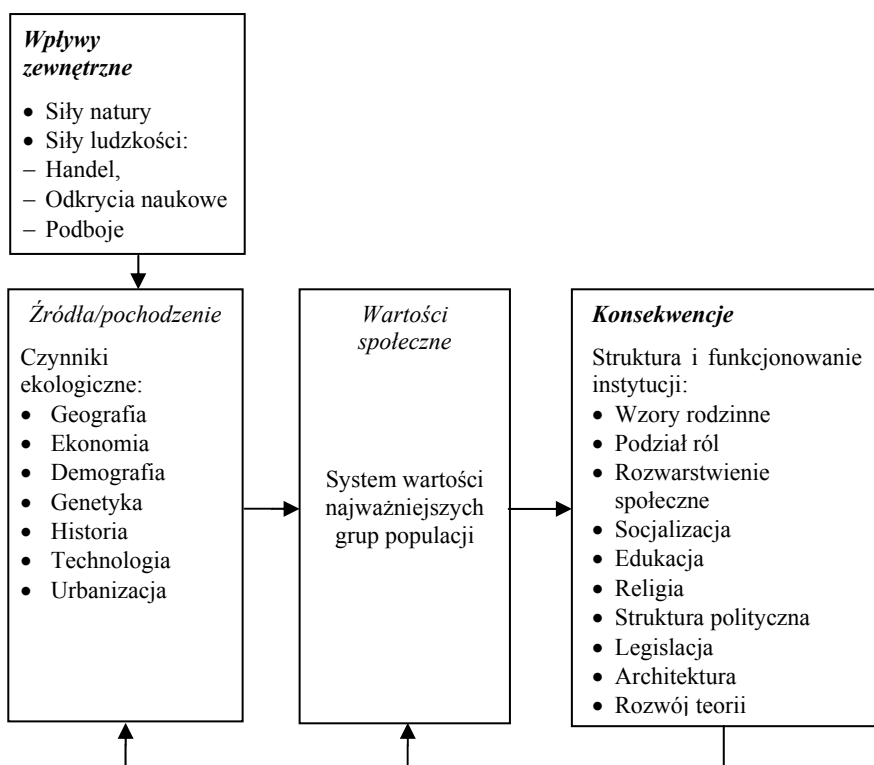 Wpływy
zewnętrzne
• Siły natury
• Siły ludzkości:
– Handel,
– Odkrycia naukowe
– Podboje
Źródła/pochodzenie
Czynniki
ekologiczne:
• Geografia
• Ekonomia
• Demografia
• Genetyka
• Historia
• Technologia
• Urbanizacja
Wartości
społeczne
System wartości
najważniejszych
grup populacji
Konsekwencje
Struktura i funkcjonowanie
instytucji:
• Wzory rodzinne
• Podział ról
• Rozwarstwienie
społeczne
• Socjalizacja
• Edukacja
• Religia
• Struktura polityczna
• Legislacja
• Architektura
• Rozwój teorii